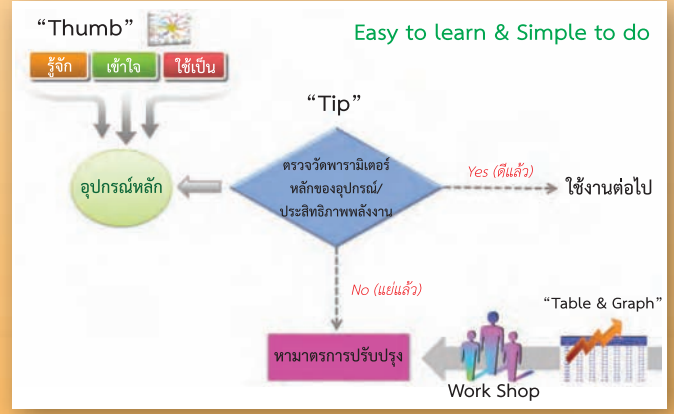 “Thumb”
Easy to learn & Simple to do
รู้จัก
เข้าใจ
ใช้เป็น
“Tip”
ตรวจวัดพารามิเตอร์
หลักของอุปกรณ์/
ประสิทธิภาพพลังงาน
อุปกรณ์หลัก
Yes (ดีแล้ว)
ใช้งานต่อไป
No (แย่แล้ว)
“Table & Graph”
หามาตรการปรับปรุง
Work Shop